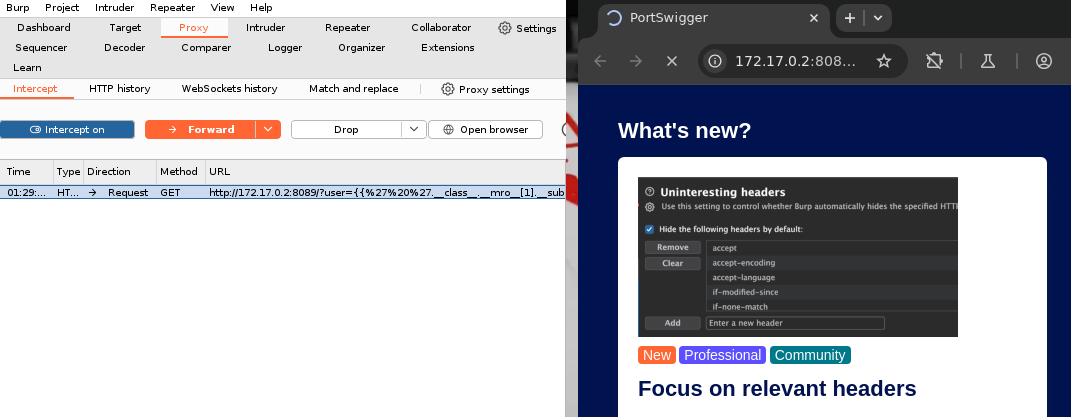 Burp Project Intruder Repeater View Help
Dashboard Target Proxy Intruder Repeater Collaborator Settings
Sequencer Decoder Comparer Logger Organizer Extensions
Learn
Intercept HTTP history WebSockets history Match and replace Proxy settings
Intercept on Forward Drop Open browser
Time Type Direction Method URL
01:29:... HT... Request GET http://172.17.0.2:8089/?user={{%27%20%27.__class__.__mro__[1].__sub
PortSwigger
172.17.0.2:808...
What's new?
Uninteresting headers
Use this setting to control whether Burp automatically hides the specified HTTP
Hide the following headers by default:
Remove accept
Clear accept-encoding
accept-language
if-modified-since
if-none-match
Add Enter a new header
New Professional Community
Focus on relevant headers